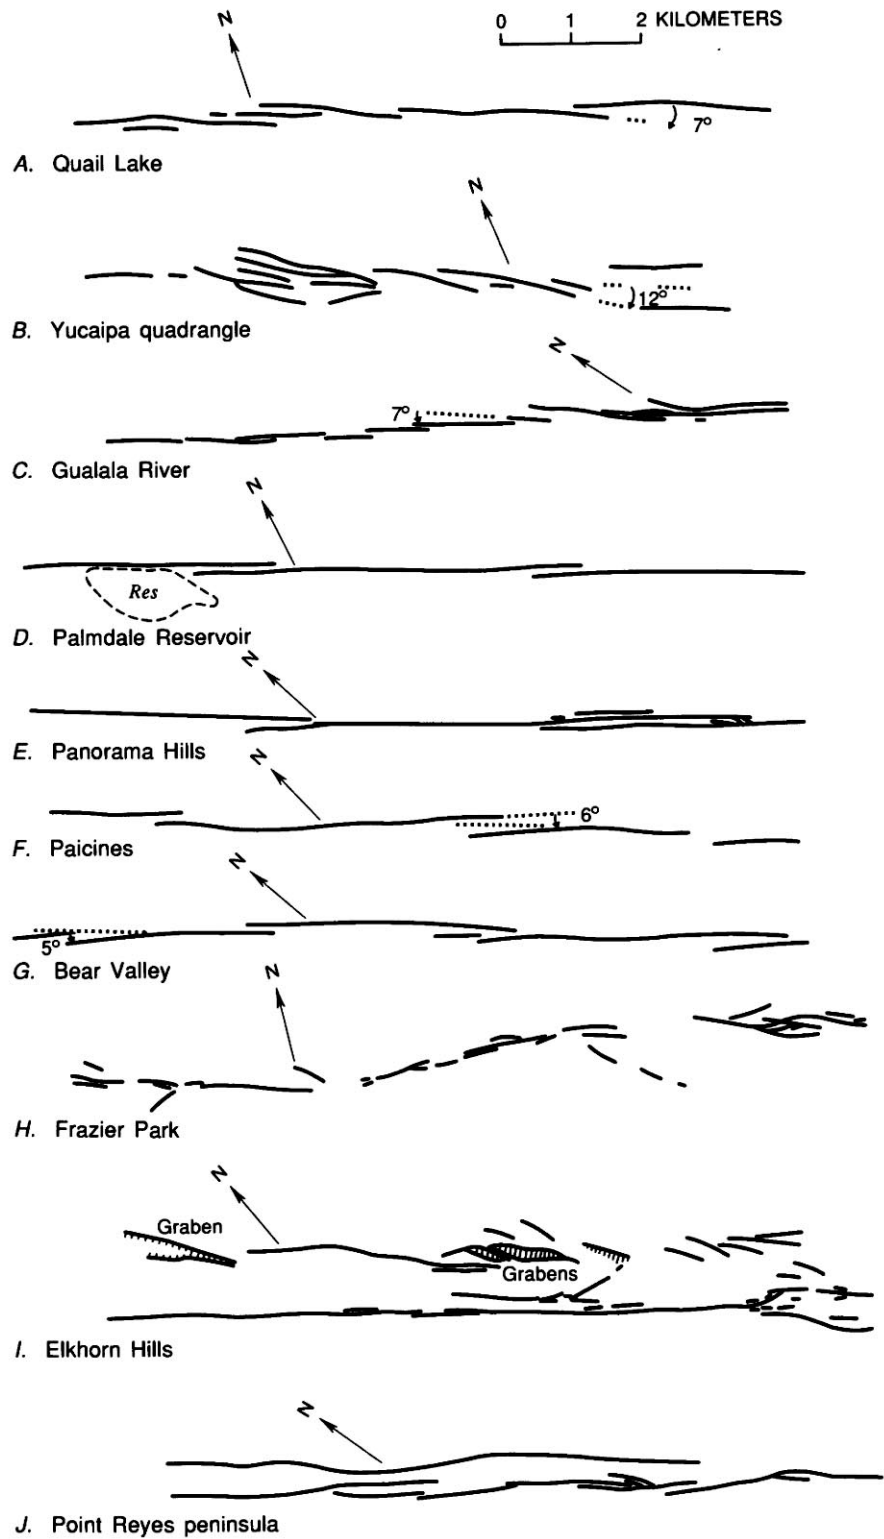 N
0 1 2 KILOMETERS
7°
A. Quail Lake
N
12°
B. Yucaipa quadrangle
N
7°
C. Gualala River
N
Res
D. Palmdale Reservoir
N
E. Panorama Hills
N
6°
F. Paicines
N
5°
G. Bear Valley
N
H. Frazier Park
N
Graben
Grabens
I. Elkhorn Hills
N
J. Point Reyes peninsula